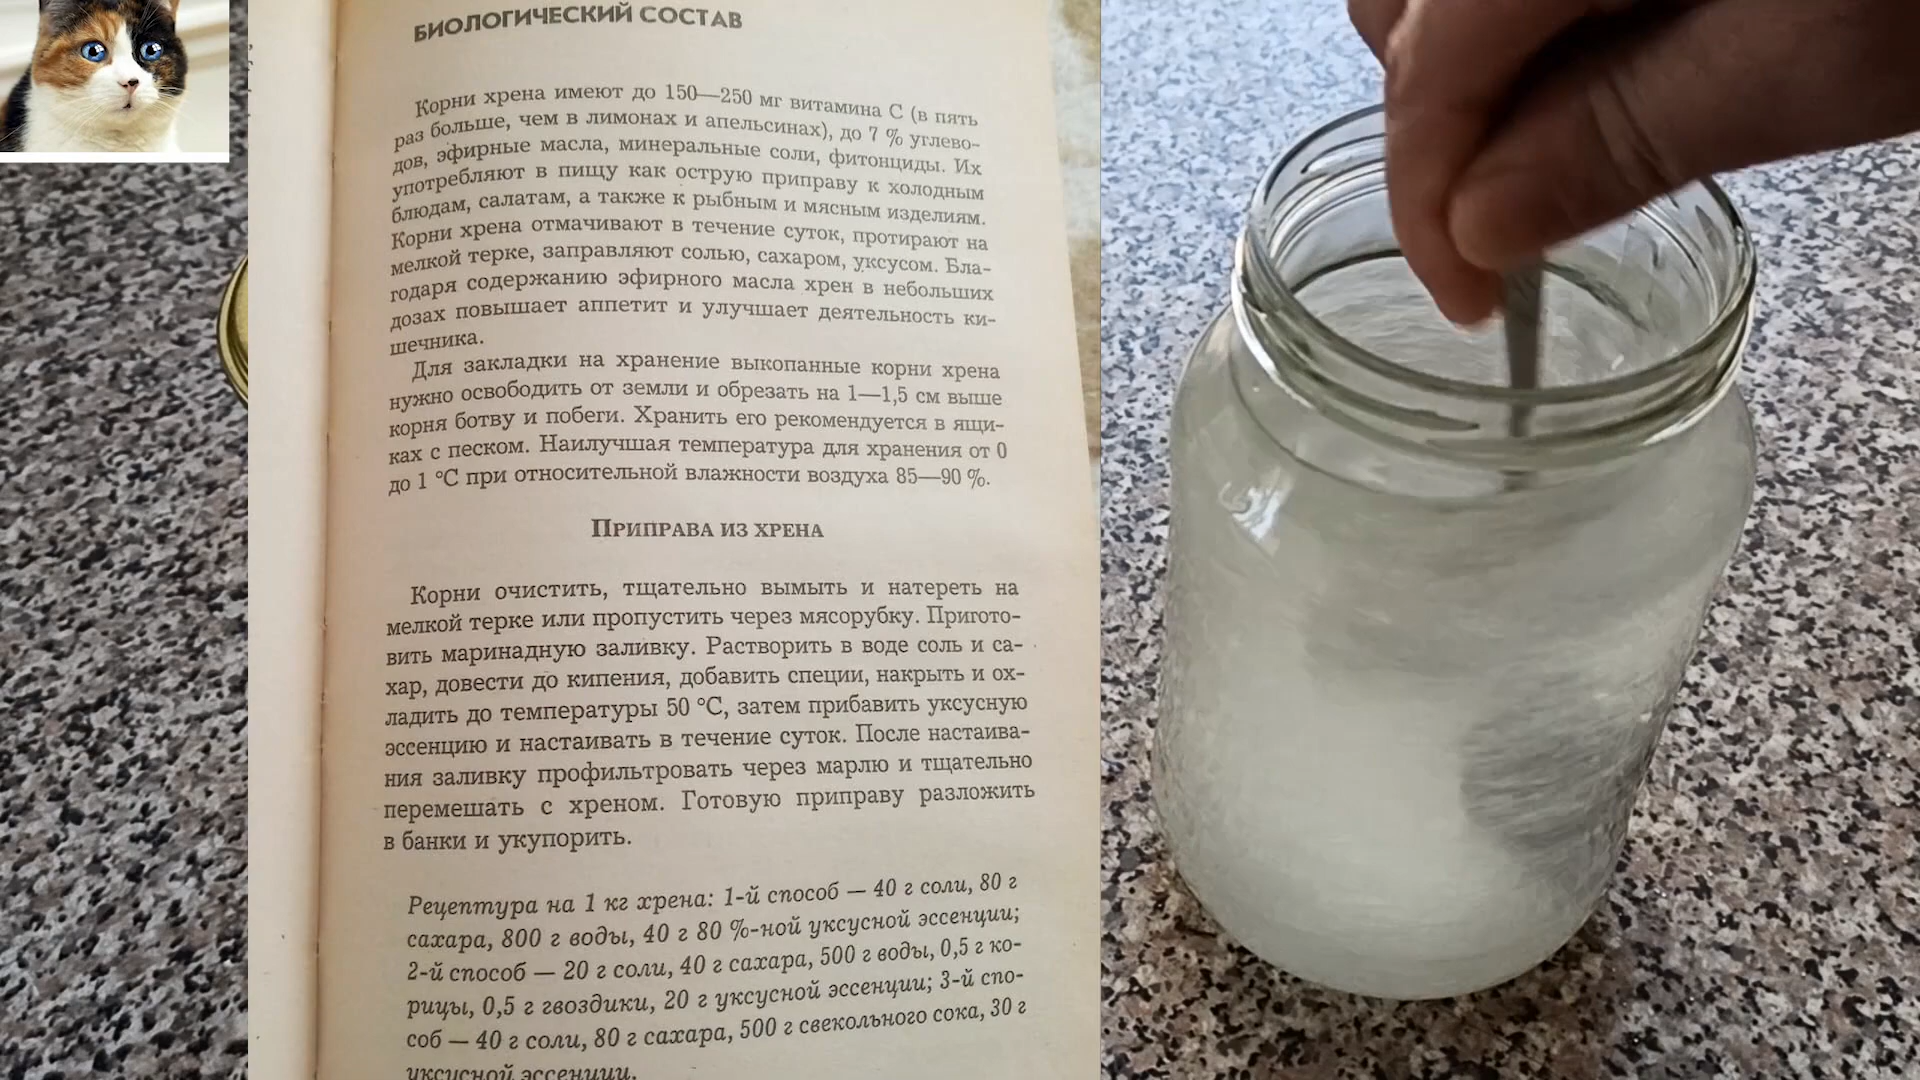 БИОЛОГИЧЕСКИЙ СОСТАВ
Корни хрена имеют до 150—250 мг витамина С (в пять
раз больше, чем в лимонах и апельсинах), до 7 % углево-
дов, эфирные масла, минеральные соли, фитонциды. Их
употребляют в пищу как острую приправу к холодным
блюдам, салатам, а также к рыбным и мясным изделиям.
Корни хрена отмачивают в течение суток, протирают на
мелкой терке, заправляют солью, сахаром, уксусом. Бла-
годаря содержанию эфирного масла хрен в небольших
дозах повышает аппетит и улучшает деятельность ки-
шечника.
Для закладки на хранение выкопанные корни хрена
нужно освободить от земли и обрезать на 1—1,5 см выше
корня ботву и побеги. Хранить его рекомендуется в ящи-
ках с песком. Наилучшая температура для хранения от 0
до 1 °С при относительной влажности воздуха 85—90 %.
ПРИПРАВА ИЗ ХРЕНА
Корни очистить, тщательно вымыть и натереть на
мелкой терке или пропустить через мясорубку. Пригото-
вить маринадную заливку. Растворить в воде соль и са-
хар, довести до кипения, добавить специи, накрыть и ох-
ладить до температуры 50 °С, затем прибавить уксусную
эссенцию и настаивать в течение суток. После настаива-
ния заливку профильтровать через марлю и тщательно
перемешать с хреном. Готовую приправу разложить
в банки и укупорить.
Рецептура на 1 кг хрена: 1-й способ — 40 г соли, 80 г
сахара, 800 г воды, 40 г 80 %-ной уксусной эссенции;
2-й способ — 20 г соли, 40 г сахара, 500 г воды, 0,5 г ко-
рицы, 0,5 г гвоздики, 20 г уксусной эссенции; 3-й спо-
соб — 40 г соли, 80 г сахара, 500 г свекольного сока, 30 г
уксусной эссенции.